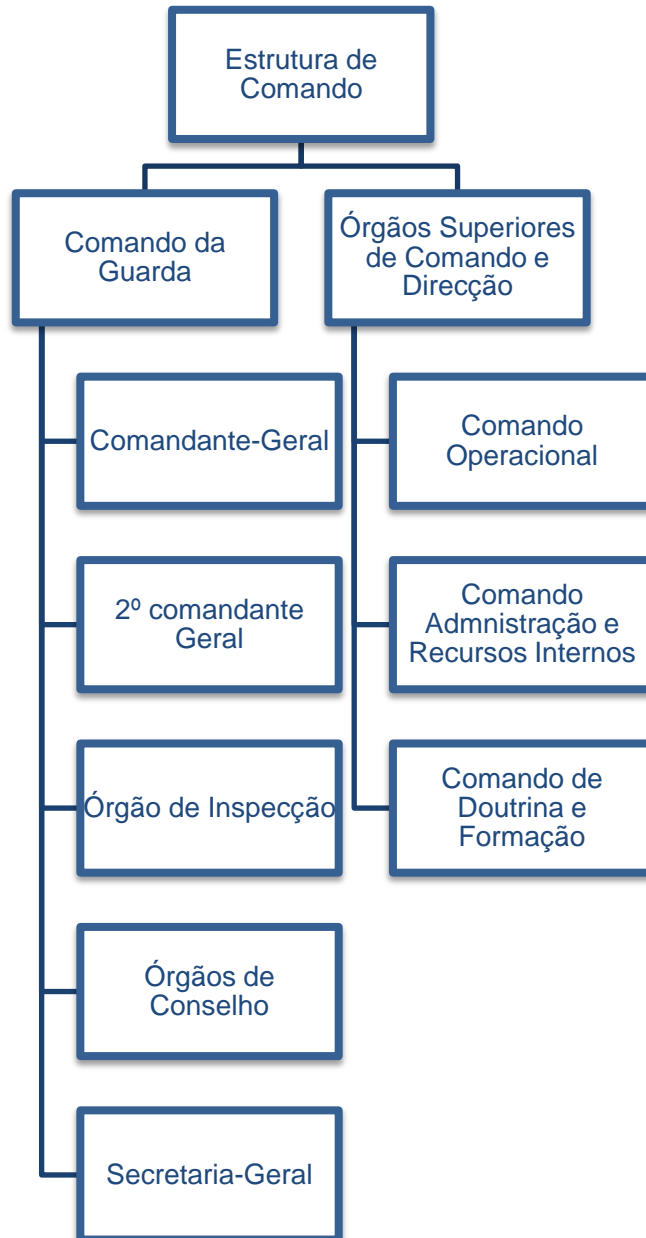 Estrutura de
Comando
Comando da
Guarda
Órgãos Superiores
de Comando e
Direcção
Comandante-Geral
2º comandante
Geral
Órgão de Inspecção
Órgãos de
Conselho
Secretaria-Geral
Comando
Operacional
Comando
Admnistração e
Recursos Internos
Comando de
Doutrina e
Formação